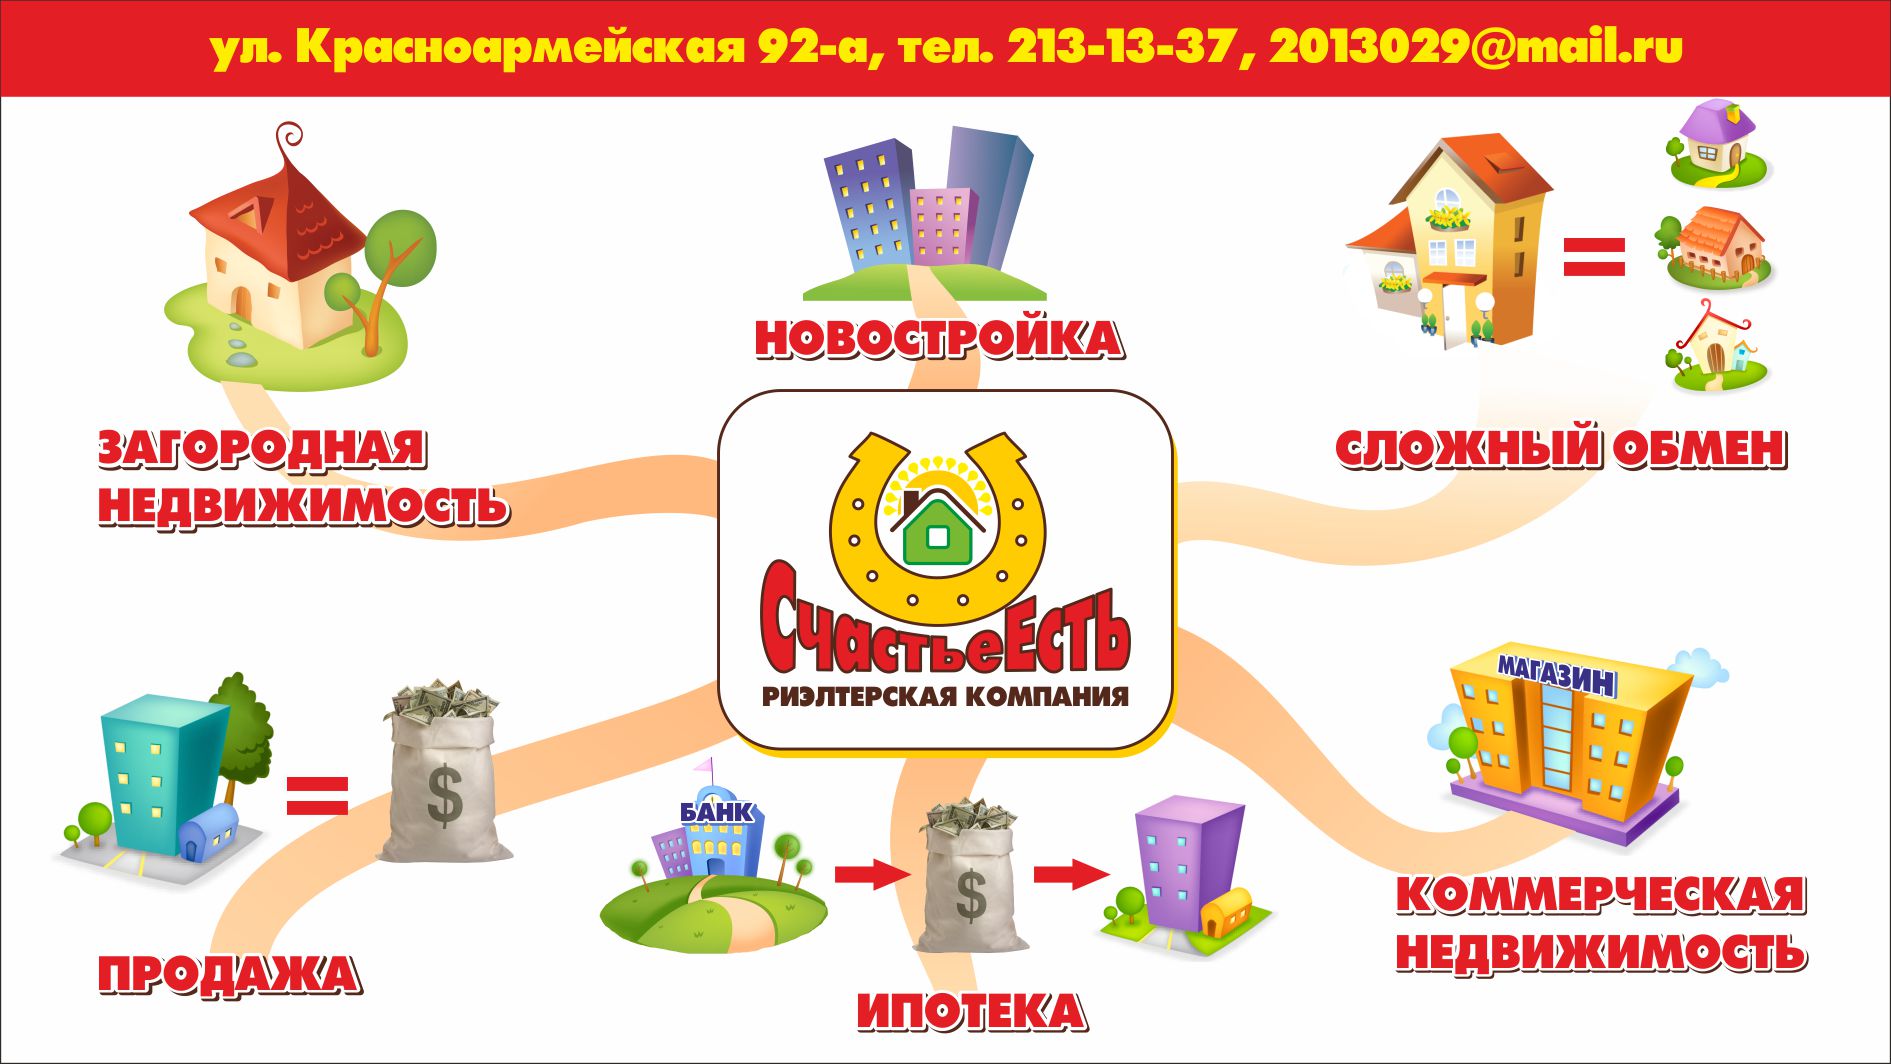 ул. Красноармейская 92-а, тел. 213-13-37, 2013029@mail.ru
НОВОСТРОЙКА
ЗАГОРОДНАЯ
НЕДВИЖИМОСТЬ
СЛОЖНЫЙ ОБМЕН
СчастьеЕсть
РИЭЛТЕРСКАЯ КОМПАНИЯ
МАГАЗИН
$
БАНК
$
КОММЕРЧЕСКАЯ
НЕДВИЖИМОСТЬ
ПРОДАЖА
ИПОТЕКА